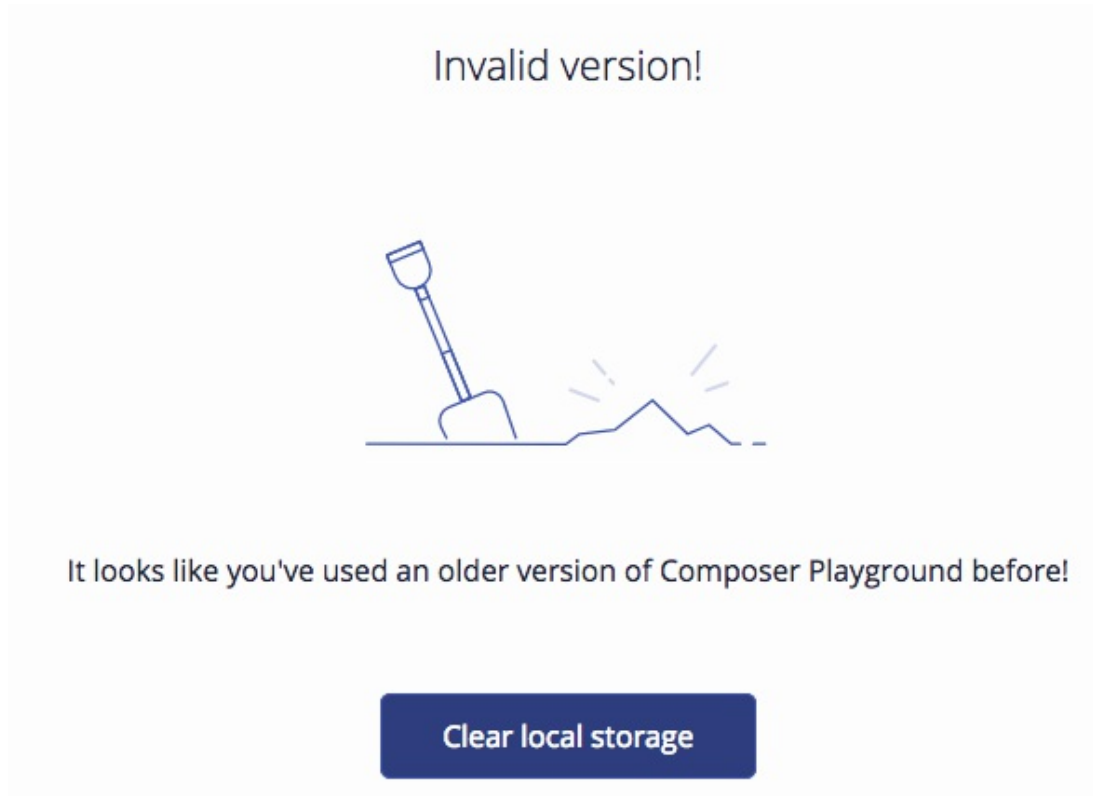 Invalid version!
It looks like you've used an older version of Composer Playground before!
Clear local storage